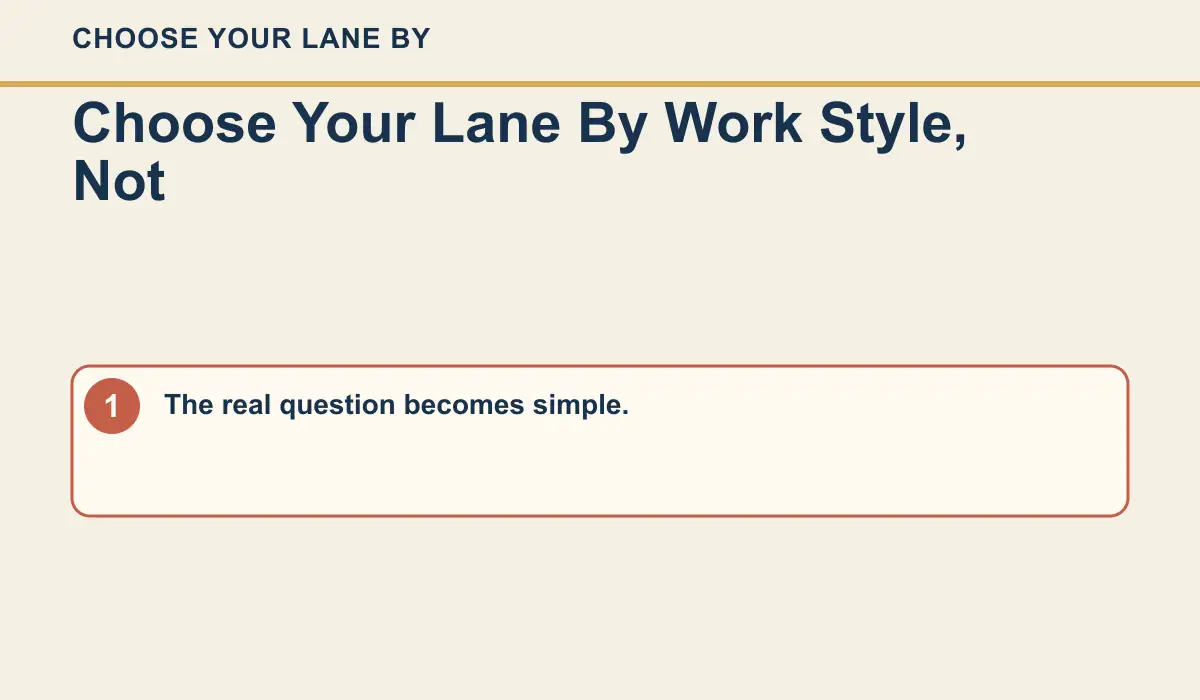 CHOOSE YOUR LANE BY
Choose Your Lane By Work Style,
Not
1
The real question becomes simple.